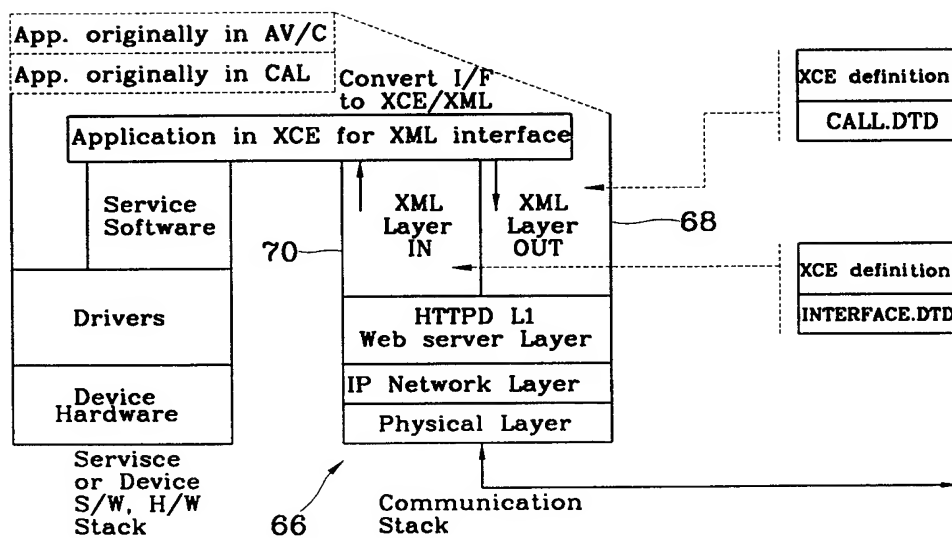 App. originally in AV/C
App. originally in CAL
Convert I/F
to XCE/XML
Application in XCE for XML interface
Service
Software
Drivers
Device
Hardware
Servisce
or Device
S/W, H/W
Stack
70
XML
Layer
IN
XML
Layer
OUT
68
HTTPD L1
Web server Layer
IP Network Layer
Physical Layer
66
Communication
Stack
XCE definition
CALL.DTD
XCE definition
INTERFACE.DTD